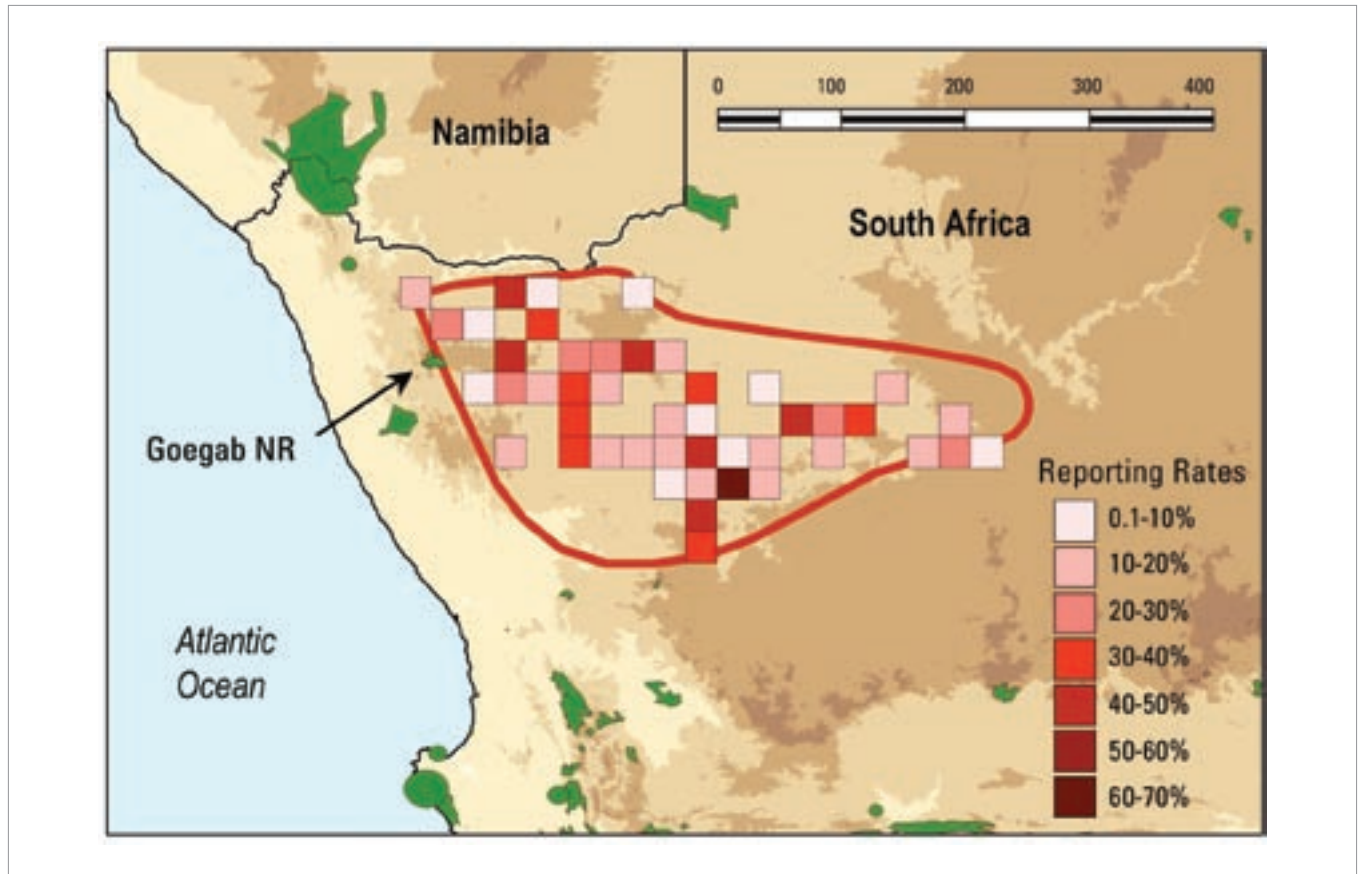 0 100 200 300 400
Namibia
South Africa
Goegab NR
Reporting Rates
0.1-10%
10-20%
20-30%
30-40%
40-50%
50-60%
60-70%
Atlantic
Ocean